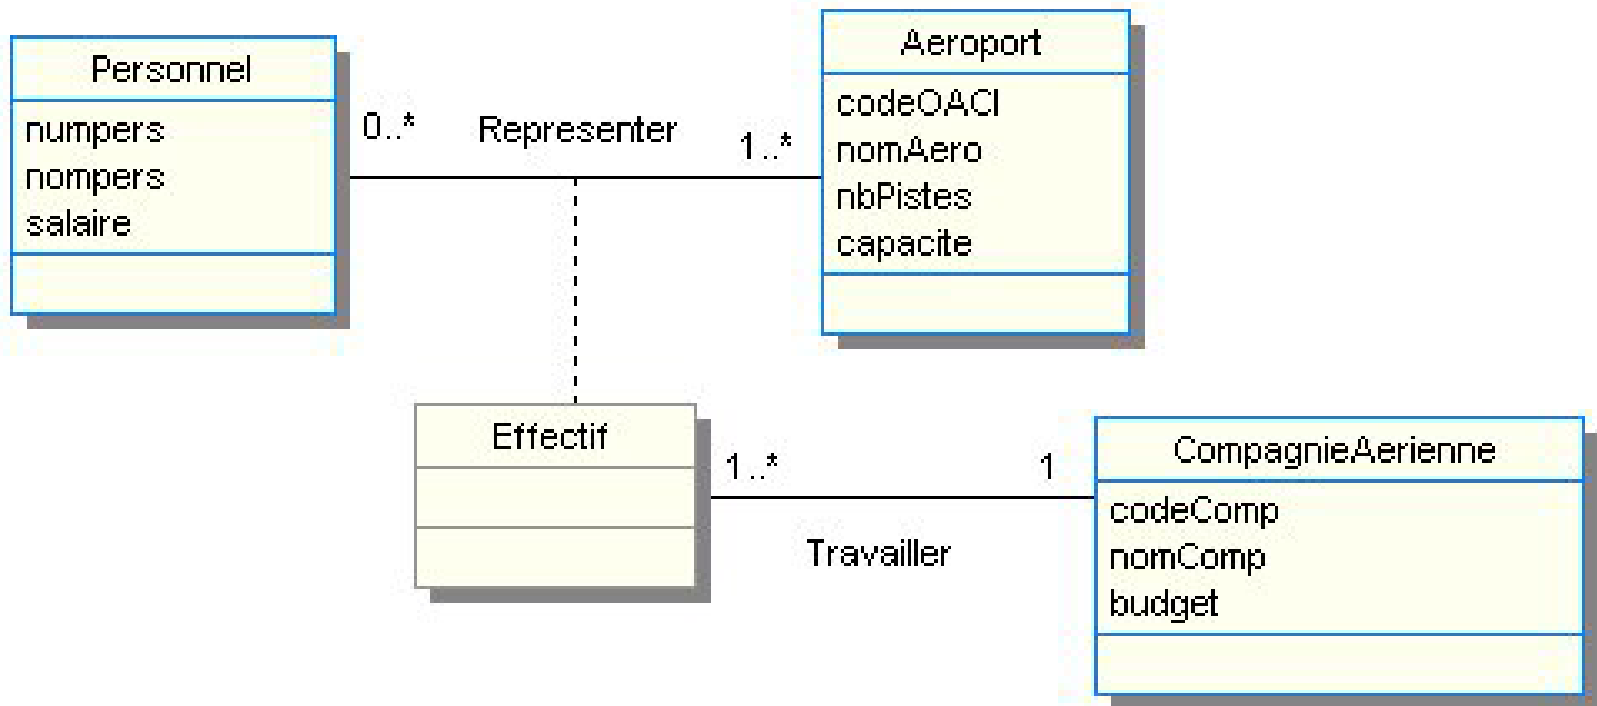 Personnel
numpers
nompers
salaire
0..*
Representer
1..*
Aeroport
codeOACI
nomAero
nbPistes
capacite
Effectif
1..*
1
Travailler
CompagnieAerienne
codeComp
nomComp
budget